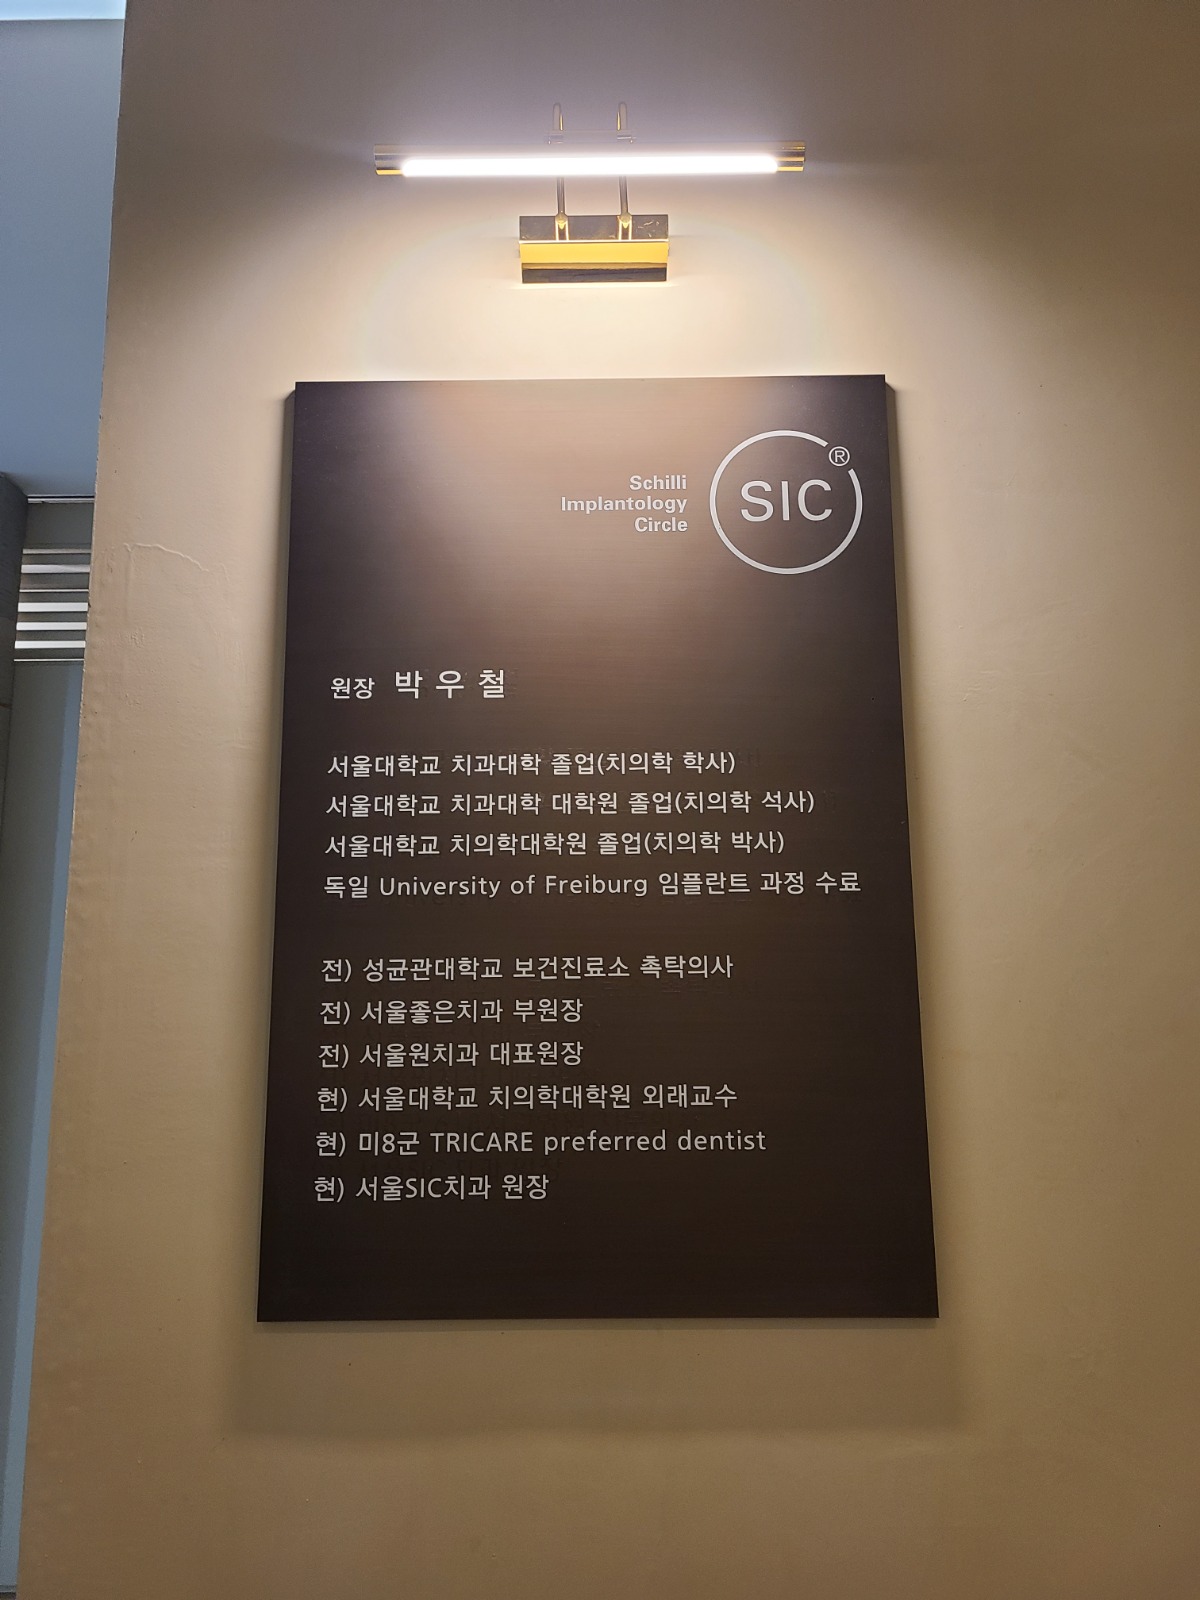 Schilli
Implantology
Circle
SIC®
원장 박우철
서울대학교 치과대학 졸업(치의학 학사)
서울대학교 치과대학 대학원 졸업(치의학 석사)
서울대학교 치의학대학원 졸업(치의학 박사)
독일 University of Freiburg 임플란트 과정 수료
전) 성균관대학교 보건진료소 촉탁의사
전) 서울좋은치과 부원장
전) 서울원치과 대표원장
현) 서울대학교 치의학대학원 외래교수
현) 미8군 TRICARE preferred dentist
현) 서울SIC치과 원장